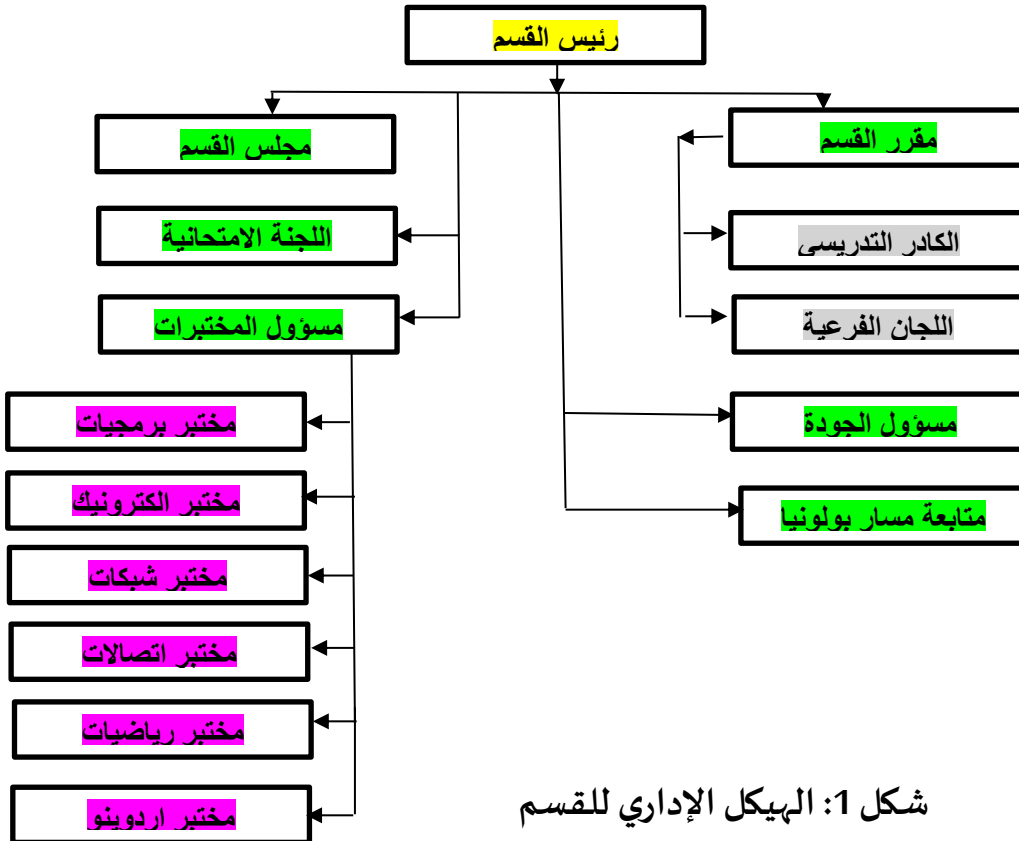 رئيس القسم
مقرر القسم
مجلس القسم
الكادر التدريسي
اللجنة الامتحانية
اللجان الفرعية
مسؤول المختبرات
مسؤول الجودة
مختبر برمجيات
متابعة مسار بولونيا
مختبر الكترونيك
مختبر شبكات
مختبر اتصالات
مختبر رياضيات
مختبر اردوينو
شكل 1: الهيكل الإداري للقسم